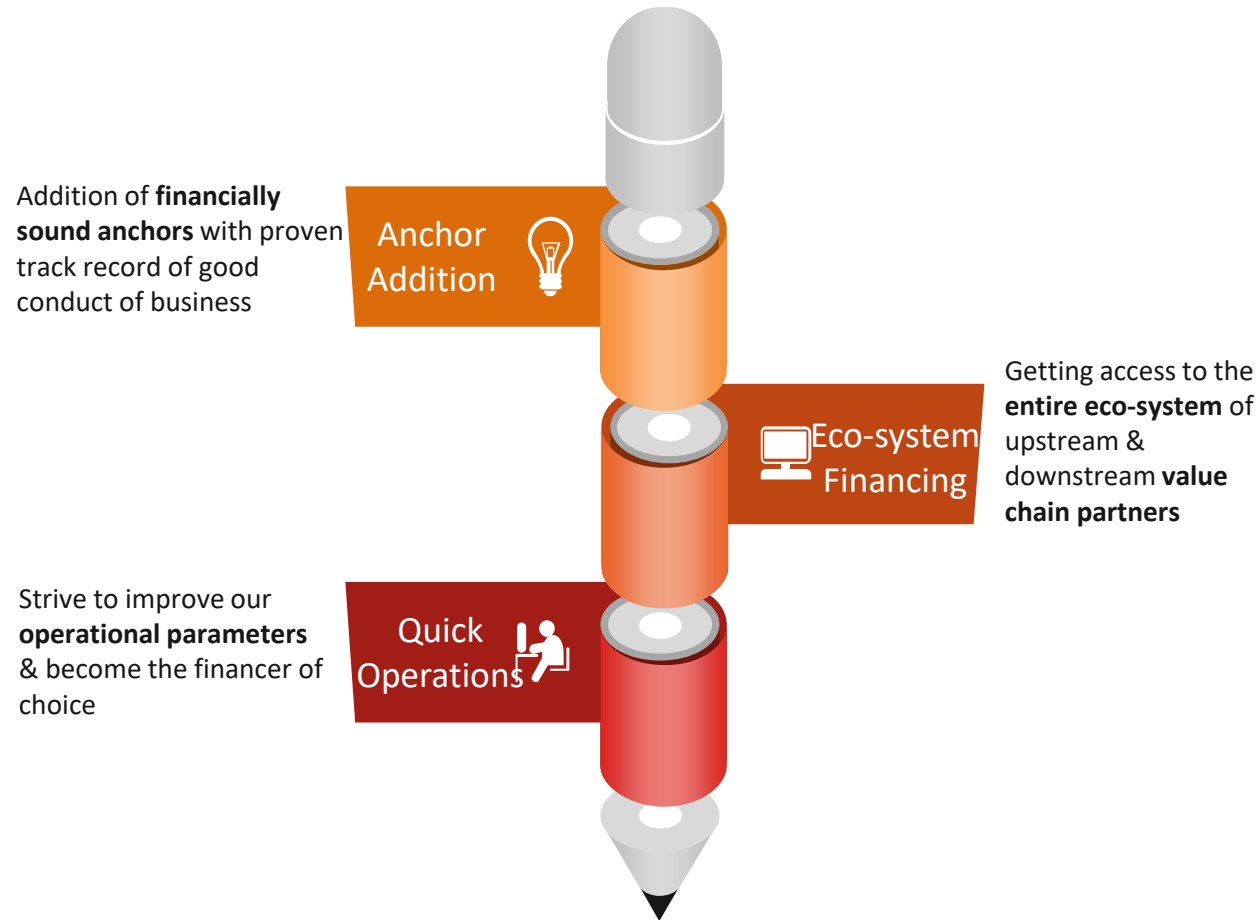 Addition of financially
sound anchors with proven
track record of good
conduct of business
Anchor
Addition
Getting access to the
entire eco-system of
upstream &
downstream value
chain partners
Eco-system
Financing
Strive to improve our
operational parameters
& become the financer of
choice
Quick
Operations